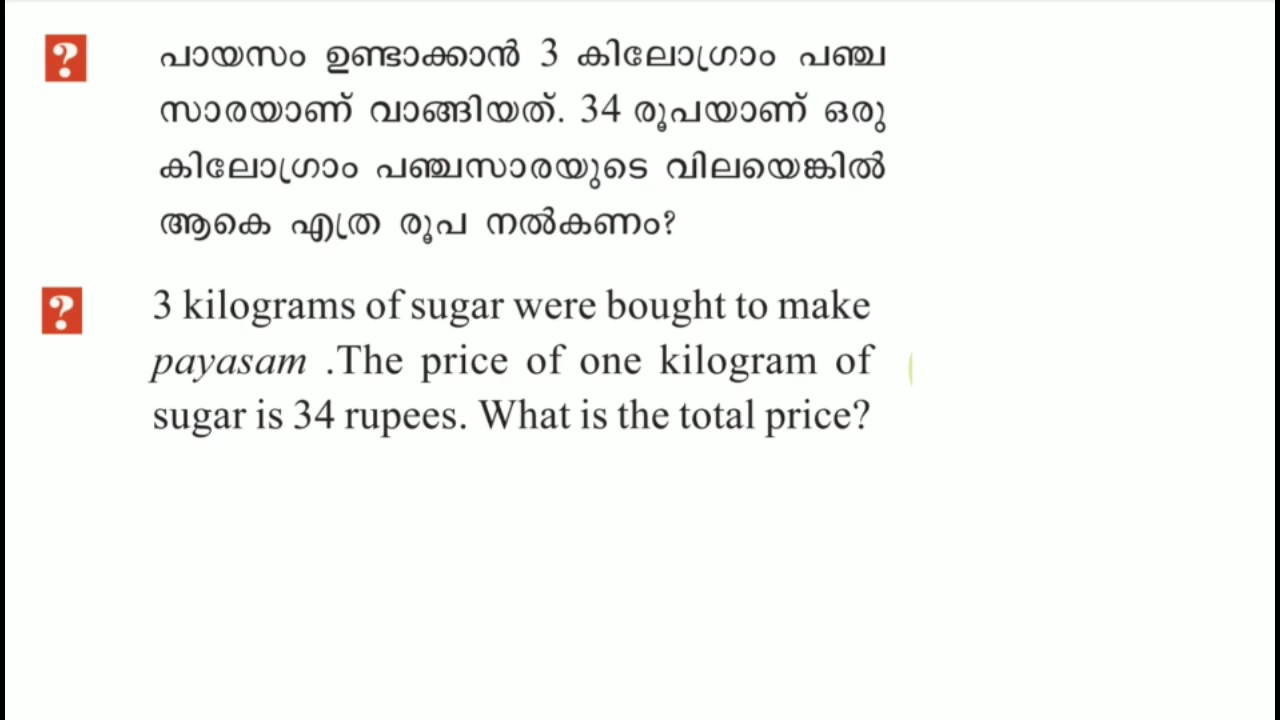 ?
പായസം ഉണ്ടാക്കാൻ 3 കിലോഗ്രാം പഞ്ച
സാരയാണ് വാങ്ങിയത്. 34 രൂപയാണ് ഒരു
കിലോഗ്രാം പഞ്ചസാരയുടെ വിലയെങ്കിൽ
ആകെ എത്ര രൂപ നൽകണം?
?
3 kilograms of sugar were bought to make
payasam .The price of one kilogram of
sugar is 34 rupees. What is the total price?